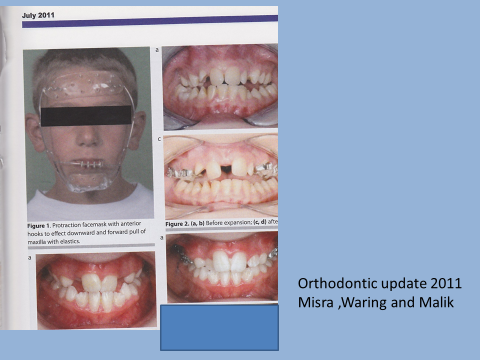 July 2011
a
c
Figure 1. Protraction facemask with anterior
hooks to effect downward and forward pull of
maxilla with elastics.
Figure 2. (a, b) Before expansion; (c, d) afte
a
a
Orthodontic update 2011
Misra ,Waring and Malik